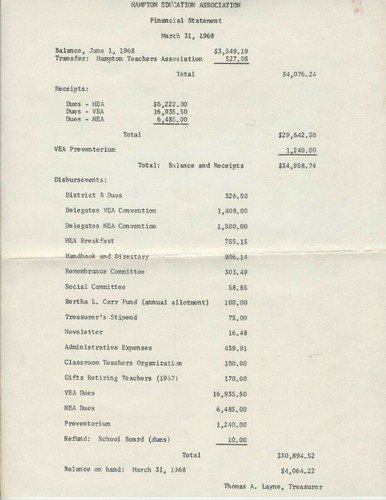 HAMPTON EDUCATION ASSOCIATION
Financial Statement
March 31, 1968
Balance, June 1, 1968 $3,549.19
Transfer: Hampton Teachers Association 527.05
Total $4,076.24
Receipts:
Dues - HEA $6,222.00
Dues - VEA 16,935.50
Dues - NEA 6,485.00
Total $29,642.50
VEA Preventorium 1,240.00
Total: Balance and Receipts $34,958.74
Disbursements:
District B Dues 326.50
Delegates VEA Convention 1,408.00
Delegates NEA Convention 1,500.00
HEA Breakfast 755.15
Handbook and Directory 906.14
Remembrance Committee 303.49
Social Committee 58.85
Bertha L. Carr Fund (annual allotment) 100.00
Treasurer's Stipend 75.00
Newsletter 16.48
Administrative Expenses 439.91
Classroom Teachers Organization 100.00
Gifts Retiring Teachers (1967) 170.00
VEA Dues 16,935.50
NEA Dues 6,485.00
Preventorium 1,240.00
Refund: School Board (dues) 10.00
Total $30,894.52
Balance on hand: March 31, 1968 $4,064.22
Thomas A. Layne, Treasurer